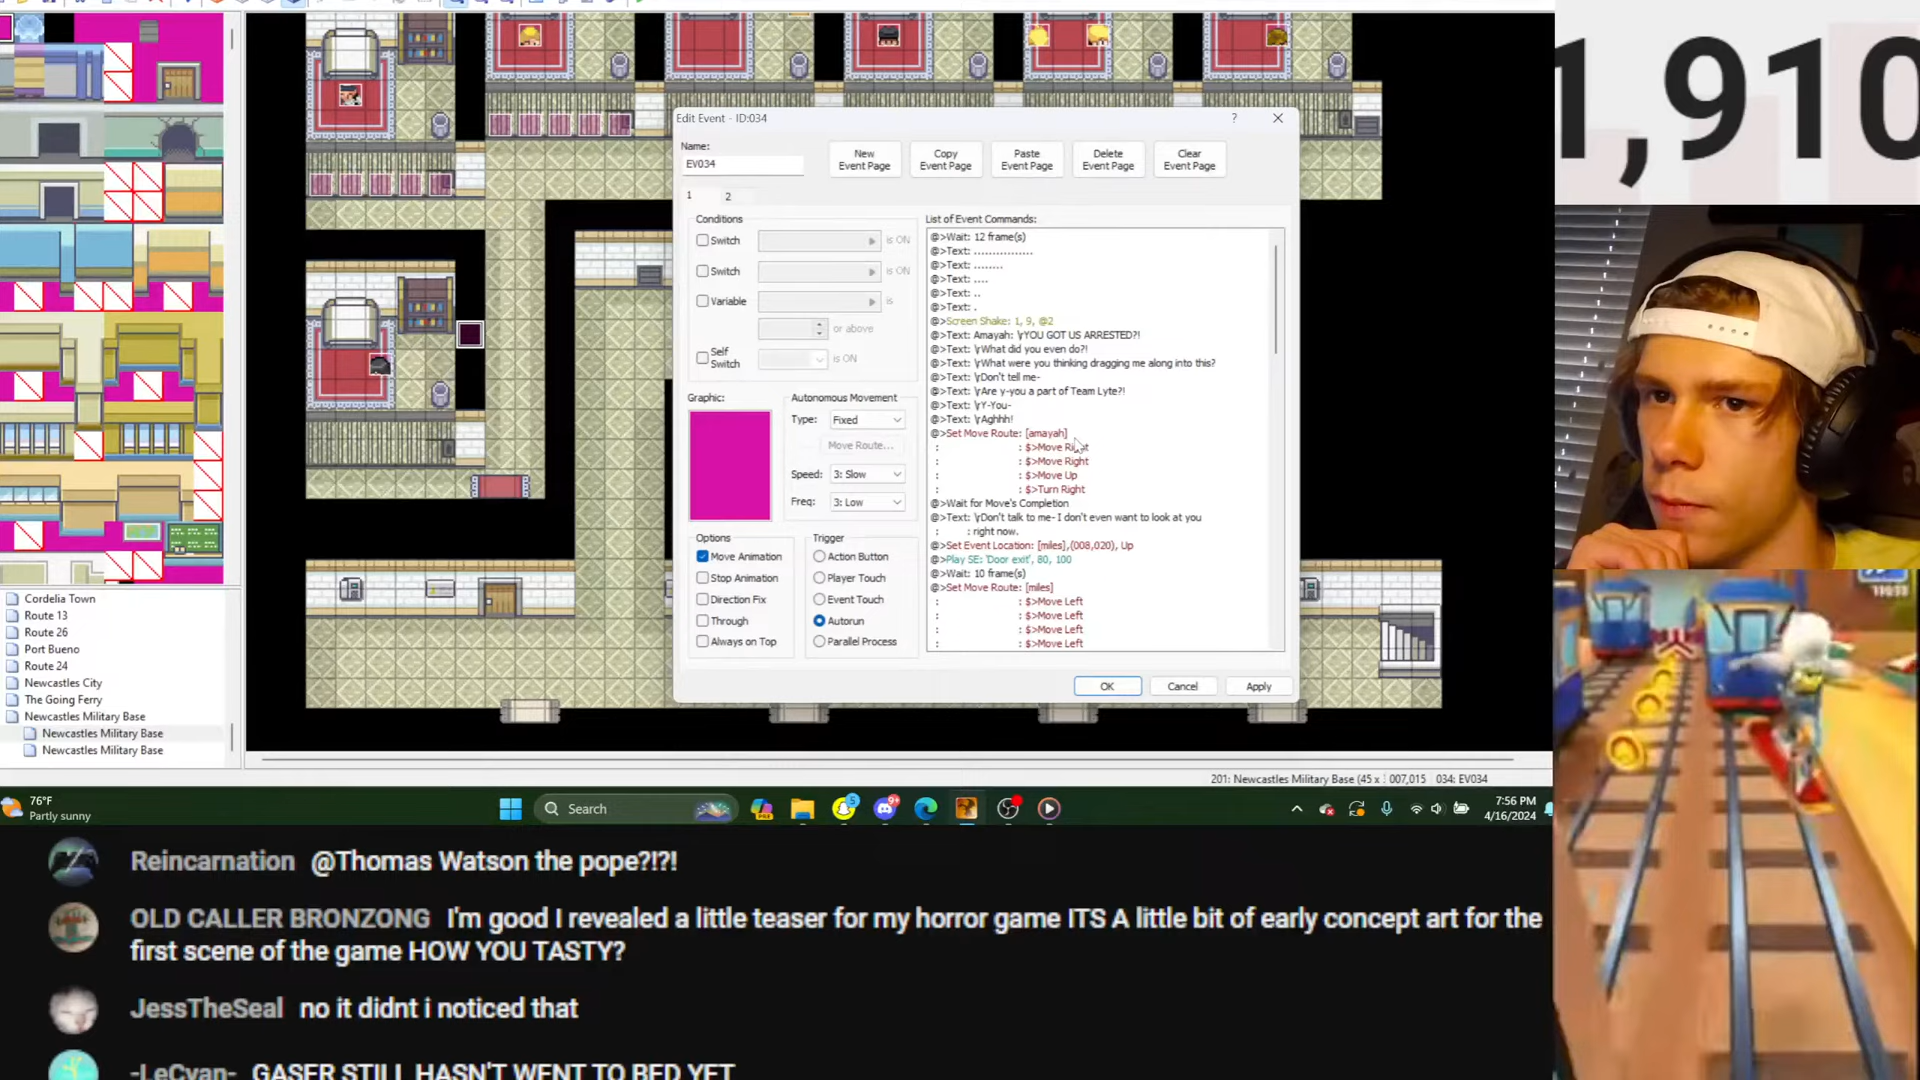 1,910
Edit Event - ID:034
?
Name:
EV034
New Event Page
Copy Event Page
Paste Event Page
Delete Event Page
Clear Event Page
1 2
Conditions
Switch is ON
Switch is ON
Variable is
or above
Self Switch is ON
Graphic:
Autonomous Movement
Type: Fixed
Move Route...
Speed: 3: Slow
Freq: 3: Low
Options
Move Animation
Stop Animation
Direction Fix
Through
Always on Top
Trigger
Action Button
Player Touch
Event Touch
Autorun
Parallel Process
List of Event Commands:
@>Wait: 12 frame(s)
@>Text: ................
@>Text: ........
@>Text: ....
@>Text: ..
@>Text: .
@>Screen Shake: 1, 9, @2
@>Text: Amayah: \rYOU GOT US ARRESTED?!
@>Text: \rWhat did you even do?!
@>Text: \rWhat were you thinking dragging me along into this?
@>Text: \rDon't tell me-
@>Text: \rAre y-you a part of Team Lyte?!
@>Text: \rY-You-
@>Text: \rAghhh!
@>Set Move Route: [amayah]
: : $>Move Right
: : $>Move Right
: : $>Move Up
: : $>Turn Right
@>Wait for Move's Completion
@>Text: \rDon't talk to me- I don't even want to look at you
: : right now.
@>Set Event Location: [miles],(008,020), Up
@>Play SE: 'Door exit', 80, 100
@>Wait: 10 frame(s)
@>Set Move Route: [miles]
: : $>Move Left
: : $>Move Left
: : $>Move Left
: : $>Move Left
OK Cancel Apply
Cordelia Town
Route 13
Route 26
Port Bueno
Route 24
Newcastles City
The Going Ferry
Newcastles Military Base
Newcastles Military Base
Newcastles Military Base
201: Newcastles Military Base (45 x 007,015 034: EV034
76°F
Partly sunny
Search
7:56 PM
4/16/2024
Reincarnation @Thomas Watson the pope?!?!
OLD CALLER BRONZONG I'm good I revealed a little teaser for my horror game ITS A little bit of early concept art for the
first scene of the game HOW YOU TASTY?
JessTheSeal no it didnt i noticed that
-LeCyan- GASER STILL HASN'T WENT TO BED YET